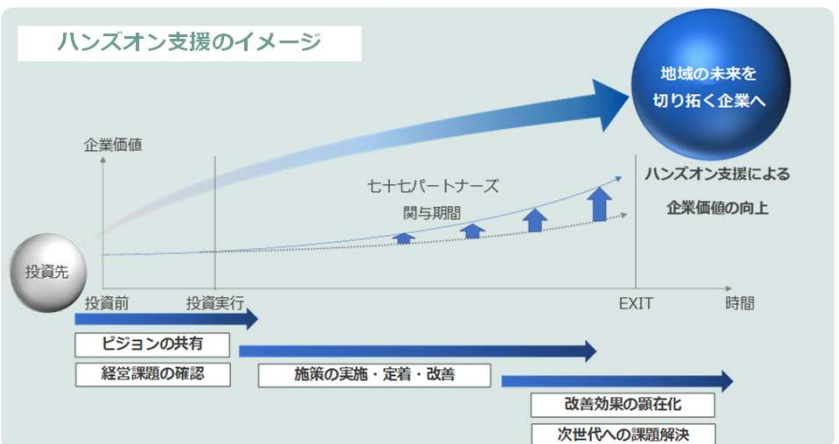 ハンズオン支援のイメージ
地域の未来を
切り拓く企業へ
企業価値
ハンズオン支援による
企業価値の向上
七十七パートナーズ
関与期間
投資先
投資前
投資実行
EXIT
時間
ビジョンの共有
経営課題の確認
施策の実施・定着・改善
改善効果の顕在化
次世代への課題解決